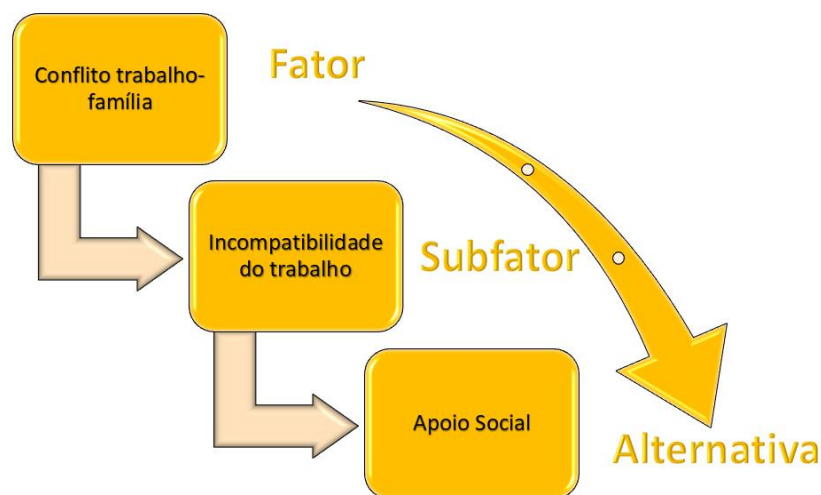 Conflito trabalho-
família
Fator
Incompatibilidade
do trabalho
Subfator
Apoio Social
Alternativa